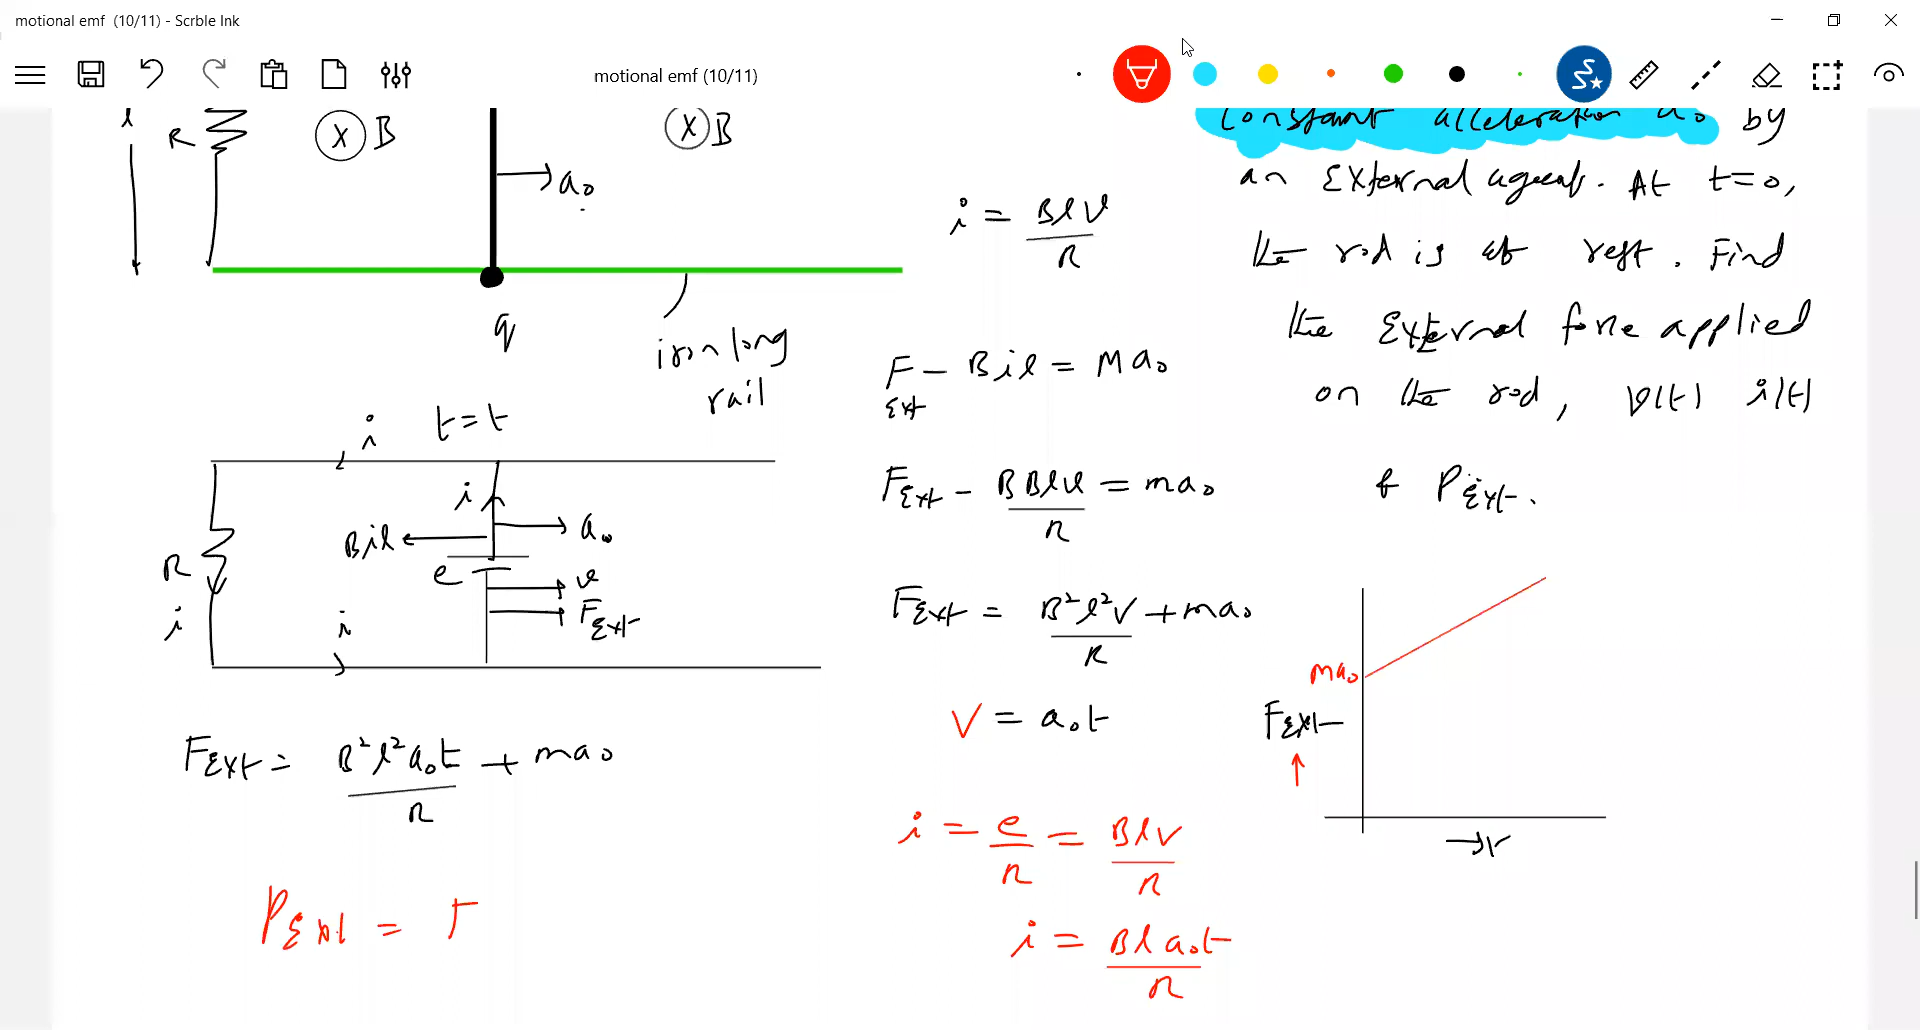 motional emf (10/11) - Scrble Ink
motional emf (10/11)
l
R
B
B
a₀
q
iron long
rail
i = Blv/R
F_Ext - Bil = Ma₀
F_Ext - BBlv/R = ma₀
F_Ext = B²l²v/R + ma₀
V = a₀t
i = e/R = Blv/R
i = Bla₀t/R
Constant acceleration a₀ by
an External agent. At t=0,
the rod is at rest. Find
the External force applied
on the rod, v(t) i(t)
& P_Ext.
i t=t
i
Bil
a₀
R
e
v
F_Ext
i
i
F_Ext = B²l²a₀t/R + ma₀
P_Ext = F
ma₀
F_Ext
↑
→v